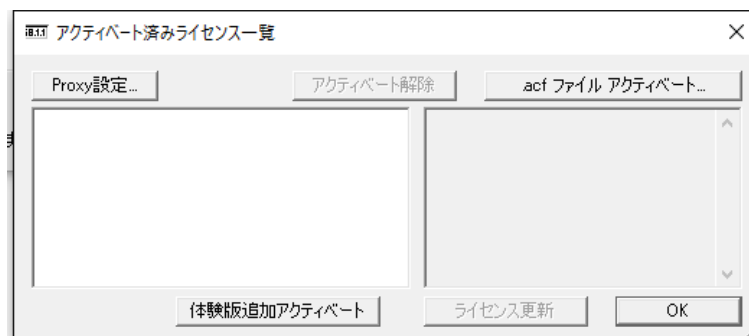 アクティベート済みライセンス一覧
Proxy設定... アクティベート解除 .acf ファイル アクティベート...
体験版追加アクティベート ライセンス更新 OK